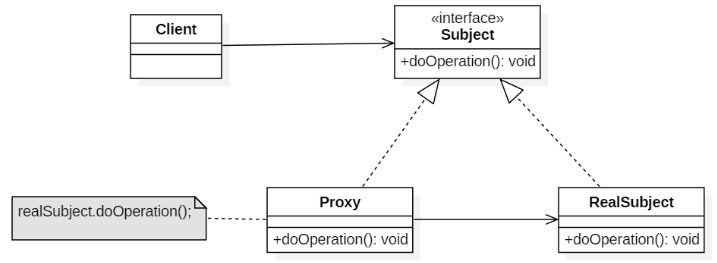 Client
«interface»
Subject
+doOperation(): void
realSubject.doOperation();
Proxy
+doOperation(): void
RealSubject
+doOperation(): void